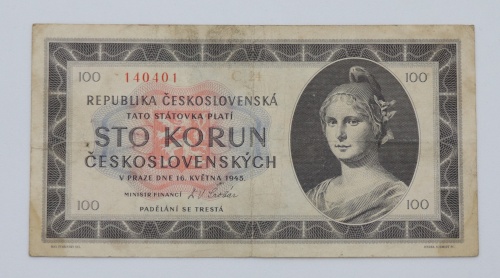 100
140401
C. 24
100
REPUBLIKA ČESKOSLOVENSKÁ
TATO STÁTOVKA PLATÍ
STO KORUN
ČESKOSLOVENSKÝCH
V PRAZE DNE 16. KVĚTNA 1945.
MINISTR FINANCÍ
100
PADĚLÁNÍ SE TRESTÁ
100